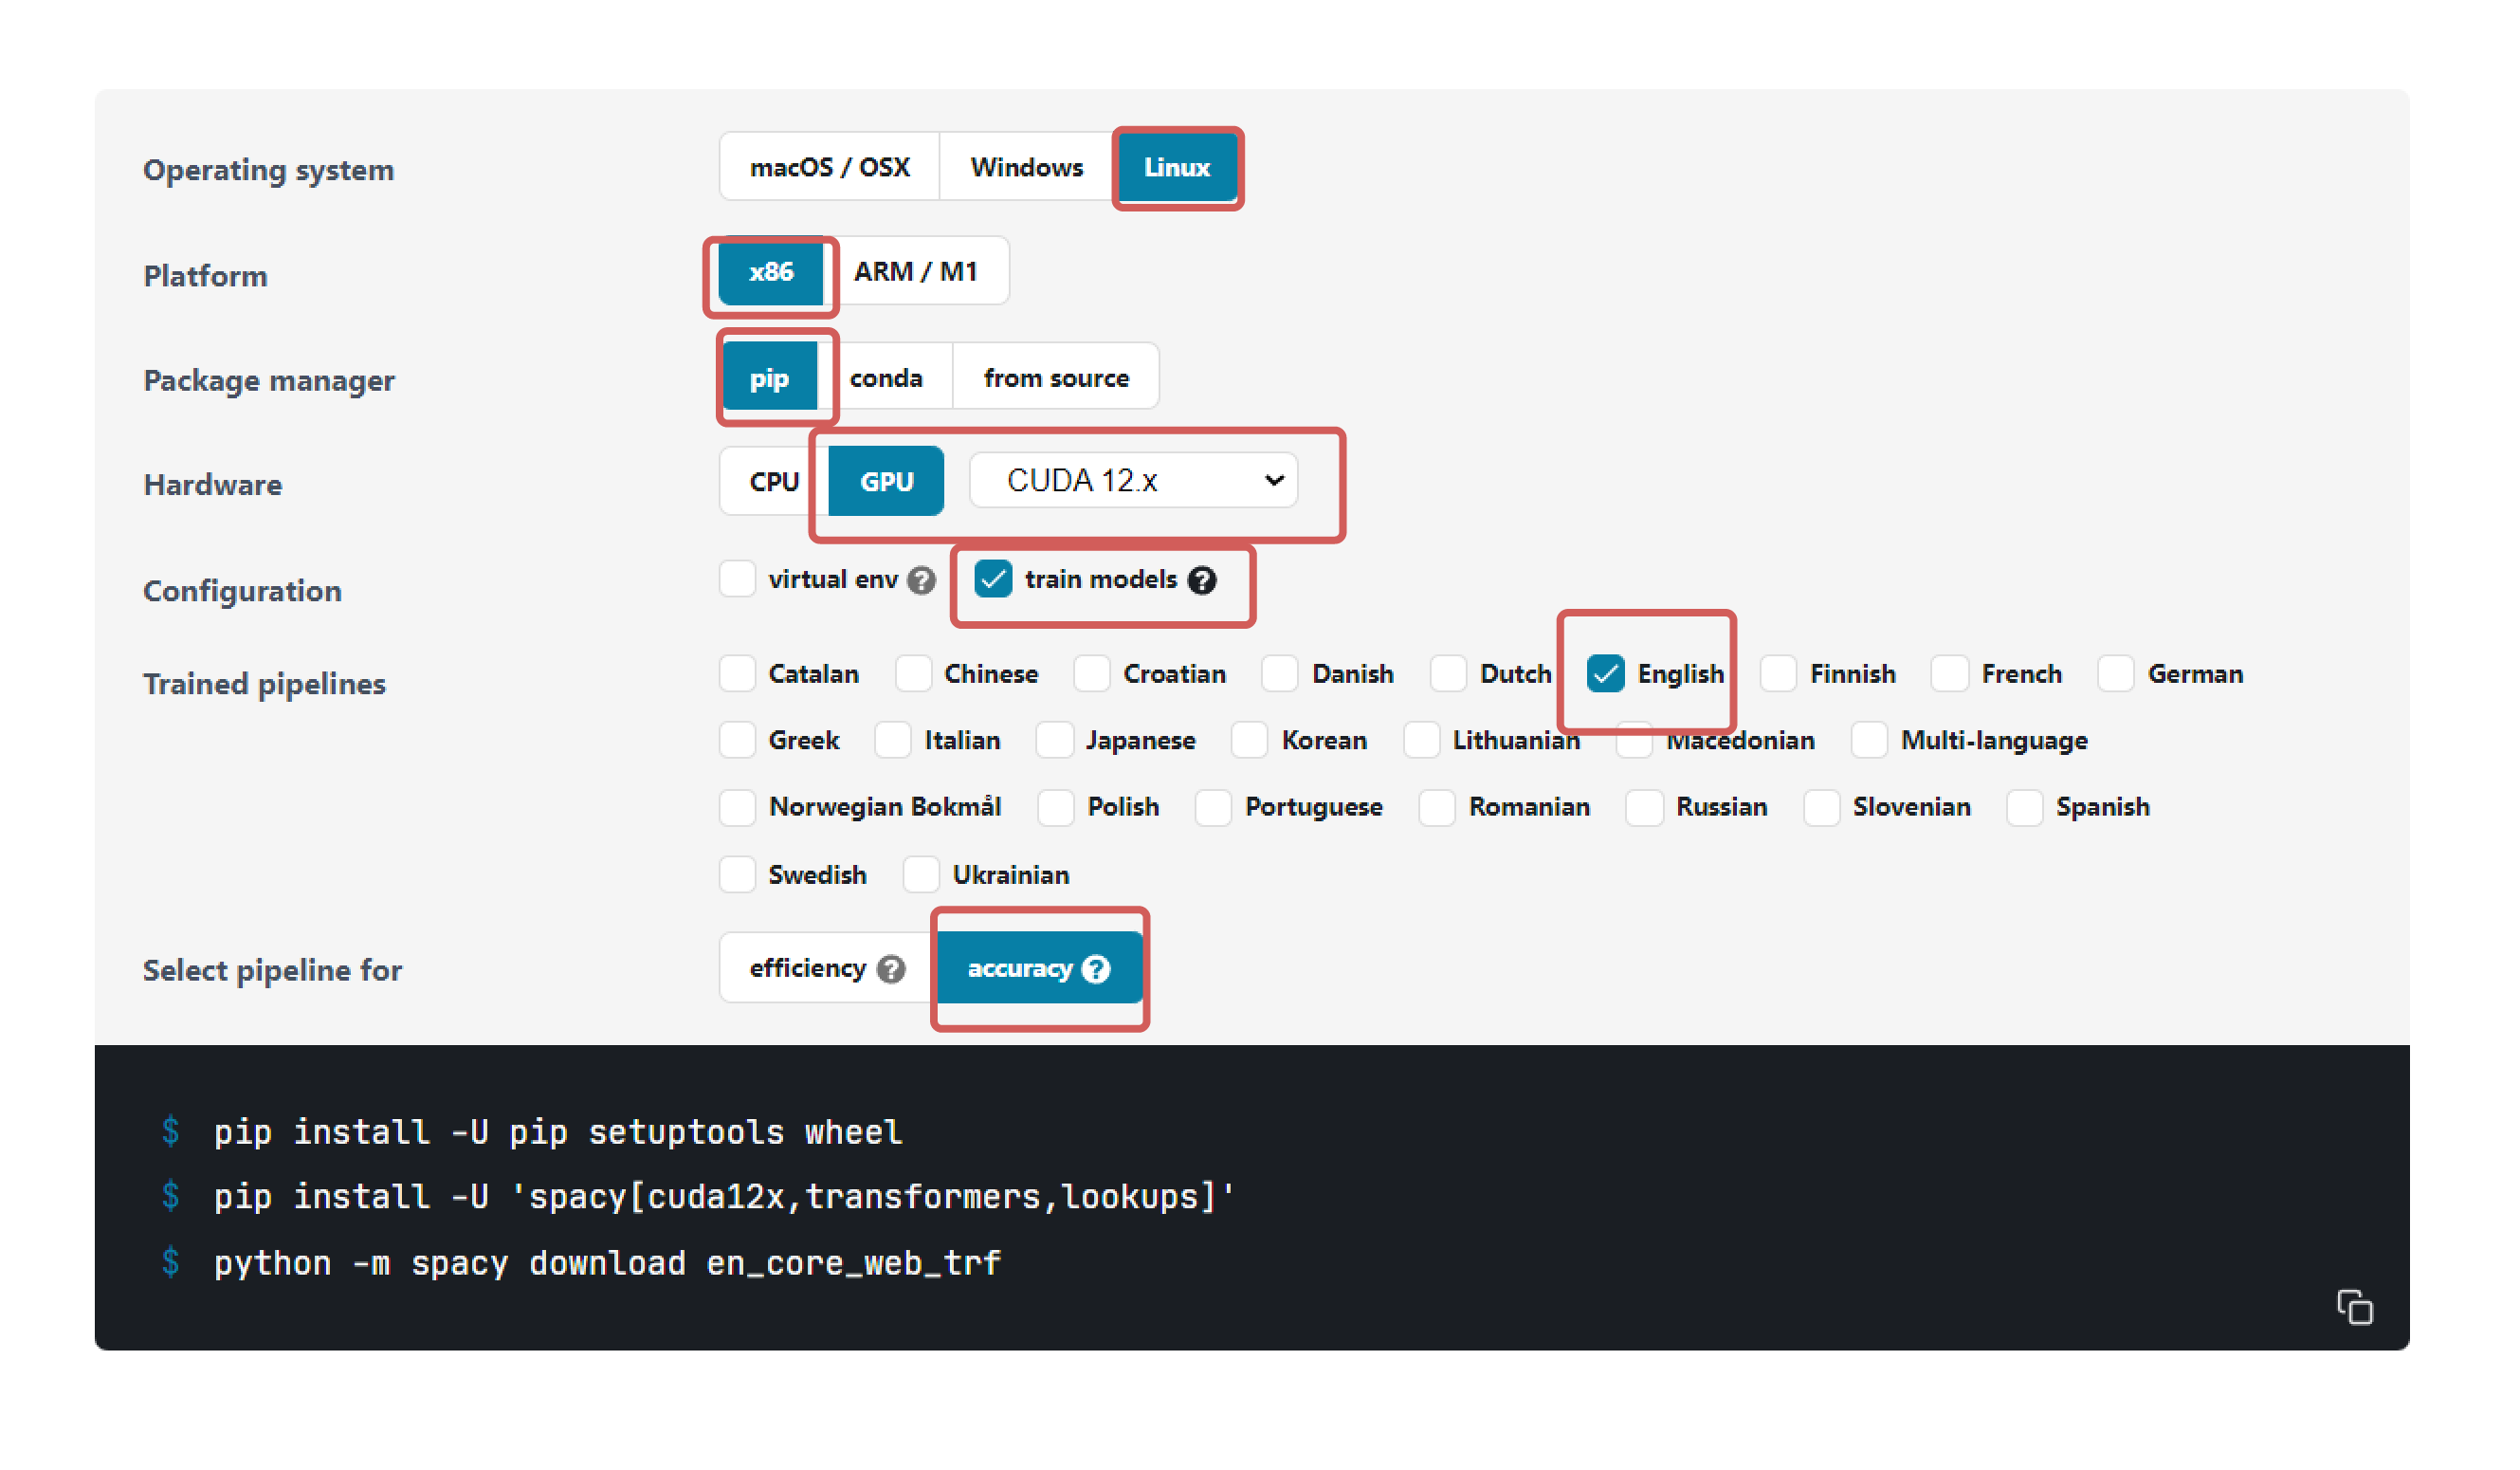 Operating system macOS / OSX Windows Linux
Platform x86 ARM / M1
Package manager pip conda from source
Hardware CPU GPU CUDA 12.x
Configuration virtual env ? train models ?
Trained pipelines Catalan Chinese Croatian Danish Dutch English Finnish French German
Greek Italian Japanese Korean Lithuanian Macedonian Multi-language
Norwegian Bokmål Polish Portuguese Romanian Russian Slovenian Spanish
Swedish Ukrainian
Select pipeline for efficiency ? accuracy ?
$ pip install -U pip setuptools wheel
$ pip install -U 'spacy[cuda12x,transformers,lookups]'
$ python -m spacy download en_core_web_trf